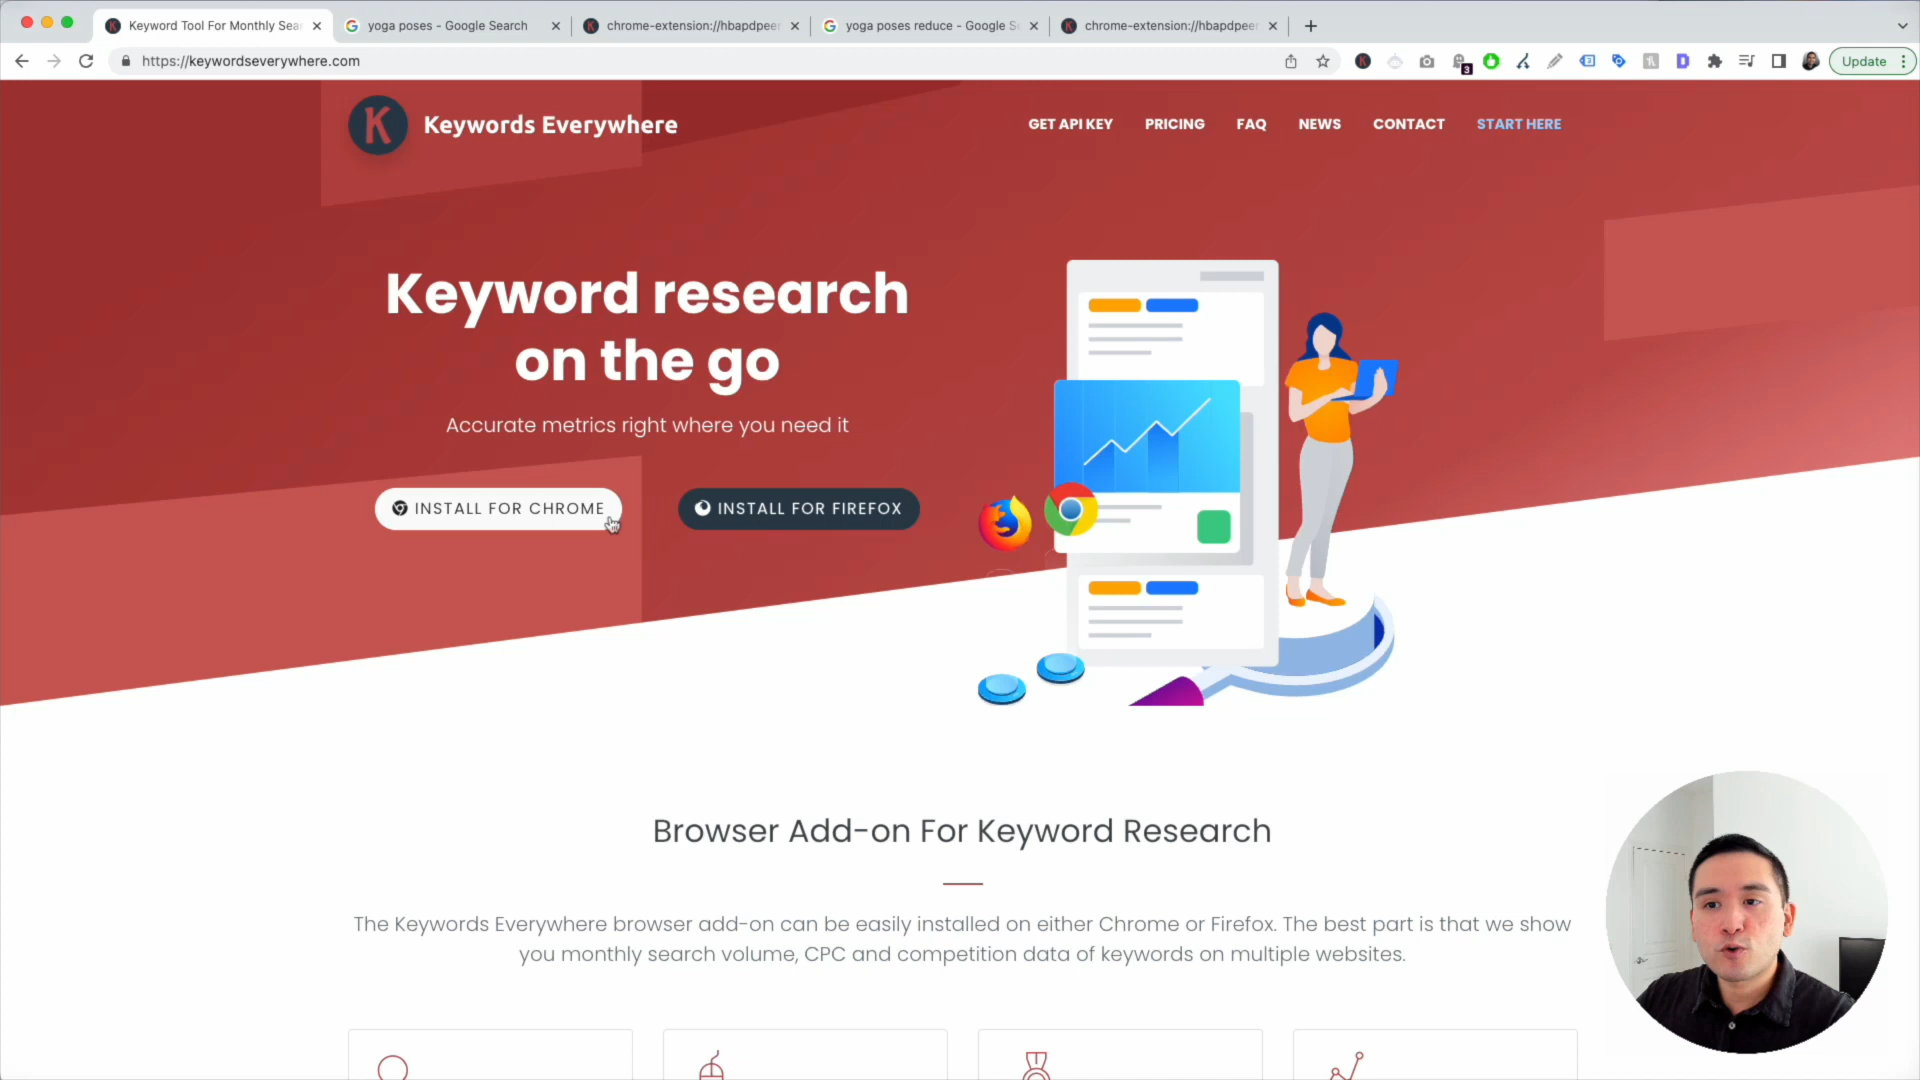 Keyword Tool For Monthly Sea
yoga poses - Google Search
chrome-extension://hbapdpeer
yoga poses reduce - Google S
chrome-extension://hbapdpeer
https://keywordseverywhere.com
3
Update
K
Keywords Everywhere
GET API KEY
PRICING
FAQ
NEWS
CONTACT
START HERE
Keyword research
on the go
Accurate metrics right where you need it
INSTALL FOR CHROME
INSTALL FOR FIREFOX
Browser Add-on For Keyword Research
The Keywords Everywhere browser add-on can be easily installed on either Chrome or Firefox. The best part is that we show
you monthly search volume, CPC and competition data of keywords on multiple websites.